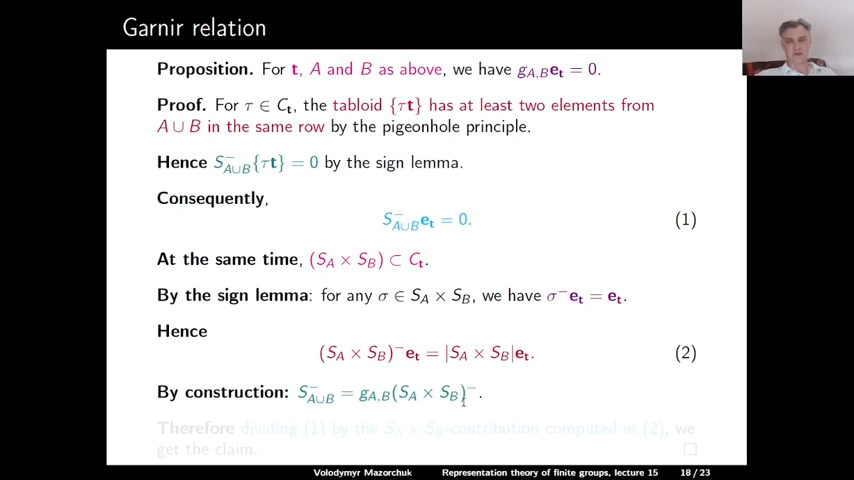 Garnir relation
Proposition. For t, A and B as above, we have g_{A,B}e_t = 0.
Proof. For τ ∈ C_t, the tabloid {τt} has at least two elements from
A ∪ B in the same row by the pigeonhole principle.
Hence S^−_{A∪B}{τt} = 0 by the sign lemma.
Consequently,
S^−_{A∪B}e_t = 0. (1)
At the same time, (S_A × S_B) ⊂ C_t.
By the sign lemma: for any σ ∈ S_A × S_B, we have σ^−e_t = e_t.
Hence
(S_A × S_B)^−e_t = |S_A × S_B|e_t. (2)
By construction: S^−_{A∪B} = g_{A,B}(S_A × S_B)^−.
Therefore dividing (1) by the S_A × S_B-contribution computed in (2), we
get the claim. □
Volodymyr Mazorchuk Representation theory of finite groups, lecture 15 18 / 23